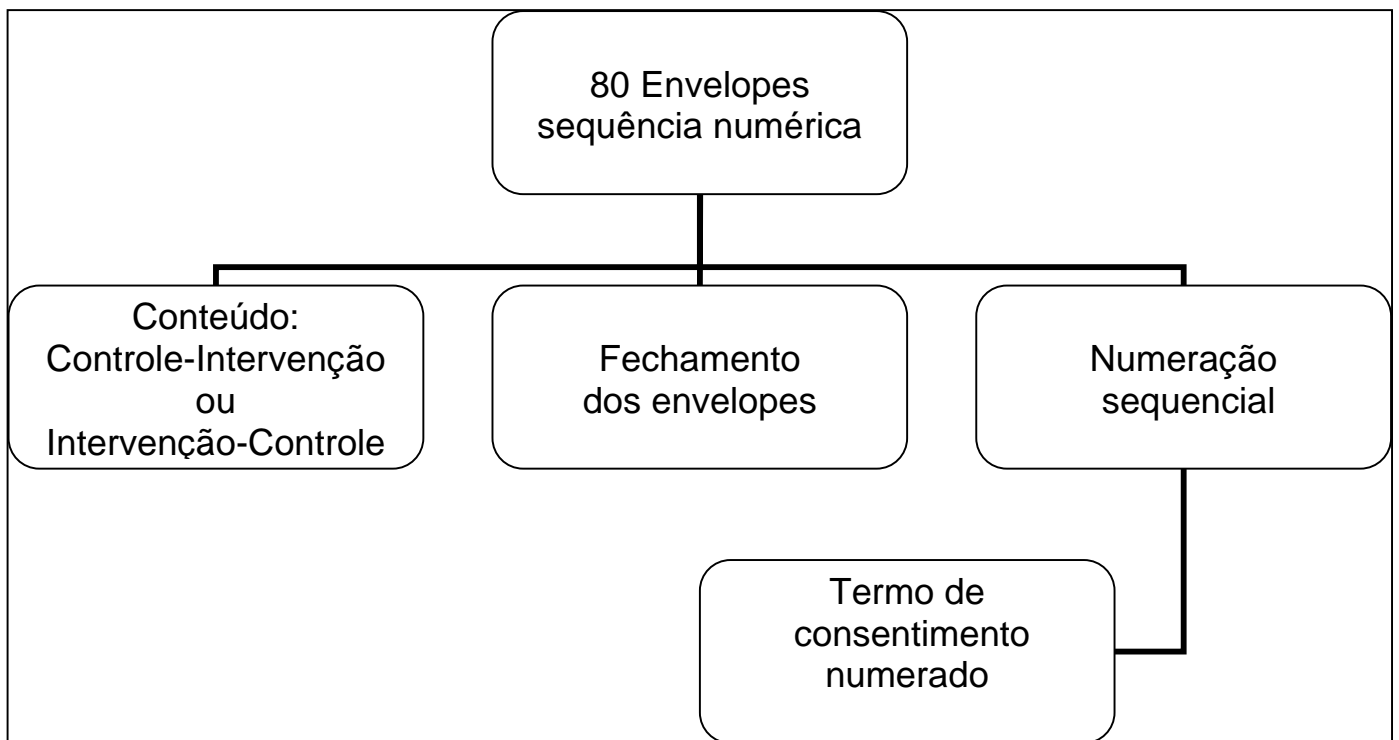 80 Envelopes
sequência numérica
Conteúdo:
Controle-Intervenção
ou
Intervenção-Controle
Fechamento
dos envelopes
Numeração
sequencial
Termo de
consentimento
numerado